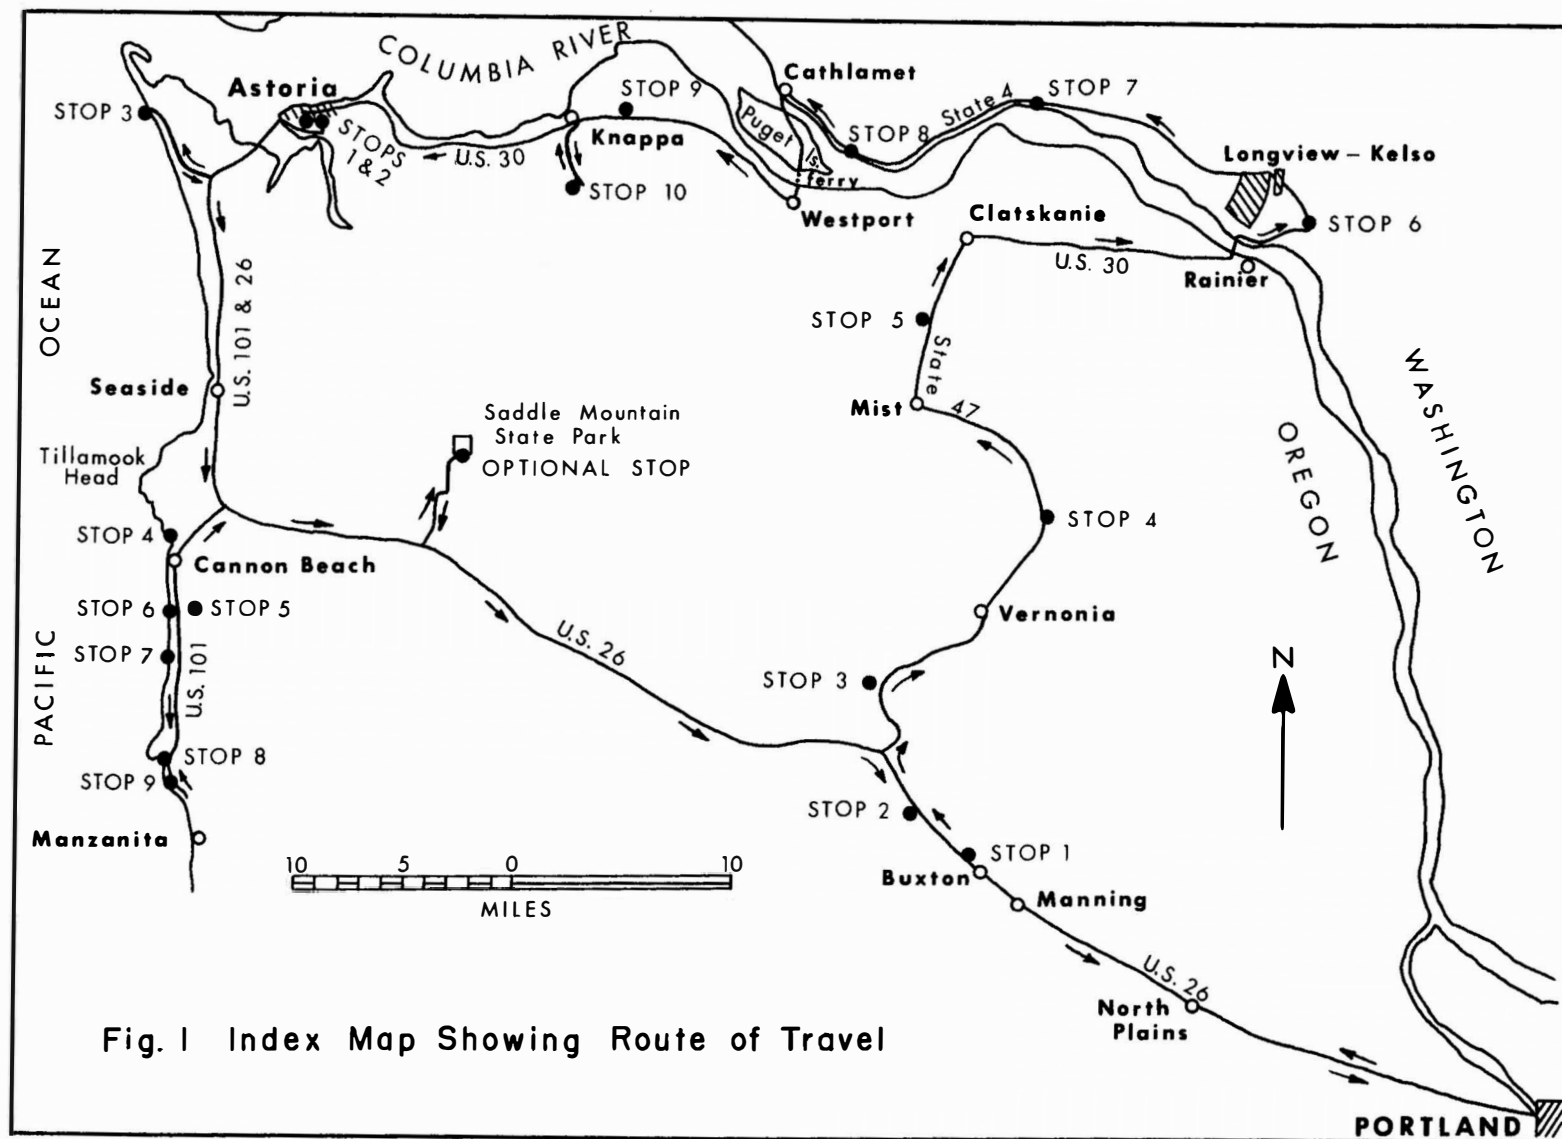 COLUMBIA RIVER
Astoria
STOP 3
STOPS
1 & 2
U.S. 30
STOP 9
Knappa
STOP 10
Cathlamet
Puget Is.
ferry
Westport
STOP 8
State 4
STOP 7
Longview – Kelso
STOP 6
Clatskanie
U.S. 30
Rainier
OCEAN
U.S. 101 & 26
Seaside
Tillamook
Head
Saddle Mountain
State Park
OPTIONAL STOP
STOP 5
State
47
Mist
STOP 4
WASHINGTON
OREGON
STOP 4
Cannon Beach
STOP 6
STOP 5
STOP 7
U.S. 101
PACIFIC
U.S. 26
Vernonia
STOP 3
N
STOP 8
STOP 9
Manzanita
STOP 2
STOP 1
Buxton
Manning
10 5 0 10
MILES
U.S. 26
North
Plains
Fig. 1 Index Map Showing Route of Travel
PORTLAND